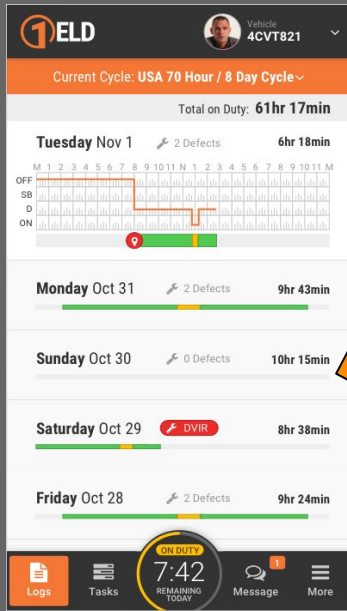 1ELD
Vehicle
4CVT821
Current Cycle: USA 70 Hour / 8 Day Cycle
Total on Duty: 61hr 17min
Tuesday Nov 1 2 Defects 6hr 18min
M 1 2 3 4 5 6 7 8 9 10 11 N 1 2 3 4 5 6 7 8 9 10 11 M
OFF
SB
D
ON
Monday Oct 31 2 Defects 9hr 43min
Sunday Oct 30 0 Defects 10hr 15min
Saturday Oct 29 DVIR 8hr 38min
Friday Oct 28 2 Defects 9hr 24min
ON DUTY
7:42
REMAINING
TODAY
1
Logs Tasks Message More